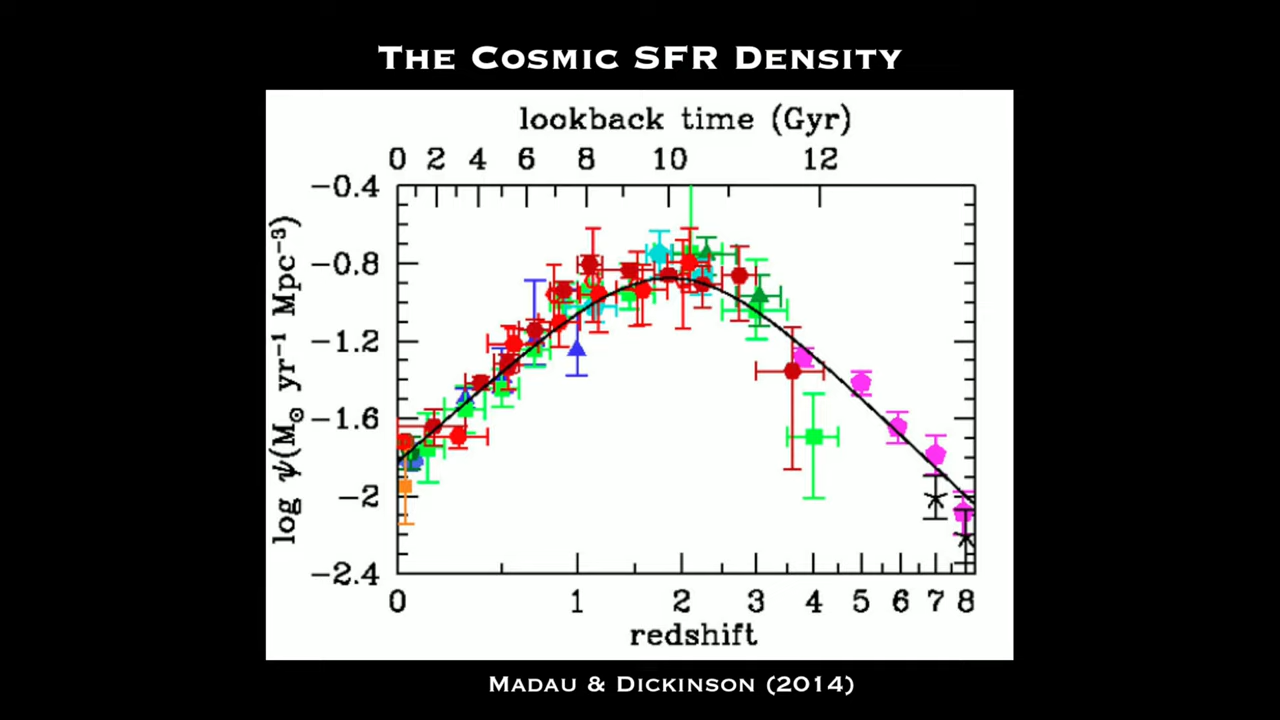 The Cosmic SFR Density
lookback time (Gyr)
0 2 4 6 8 10 12
−0.4
−0.8
−1.2
−1.6
−2
−2.4
log ψ(M☉ yr⁻¹ Mpc⁻³)
0 1 2 3 4 5 6 7 8
redshift
Madau & Dickinson (2014)